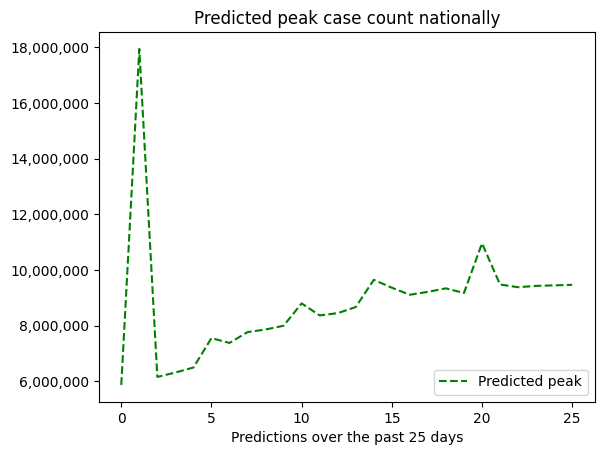 Predicted peak case count nationally
18,000,000
16,000,000
14,000,000
12,000,000
10,000,000
8,000,000
6,000,000
Predicted peak
0 5 10 15 20 25
Predictions over the past 25 days